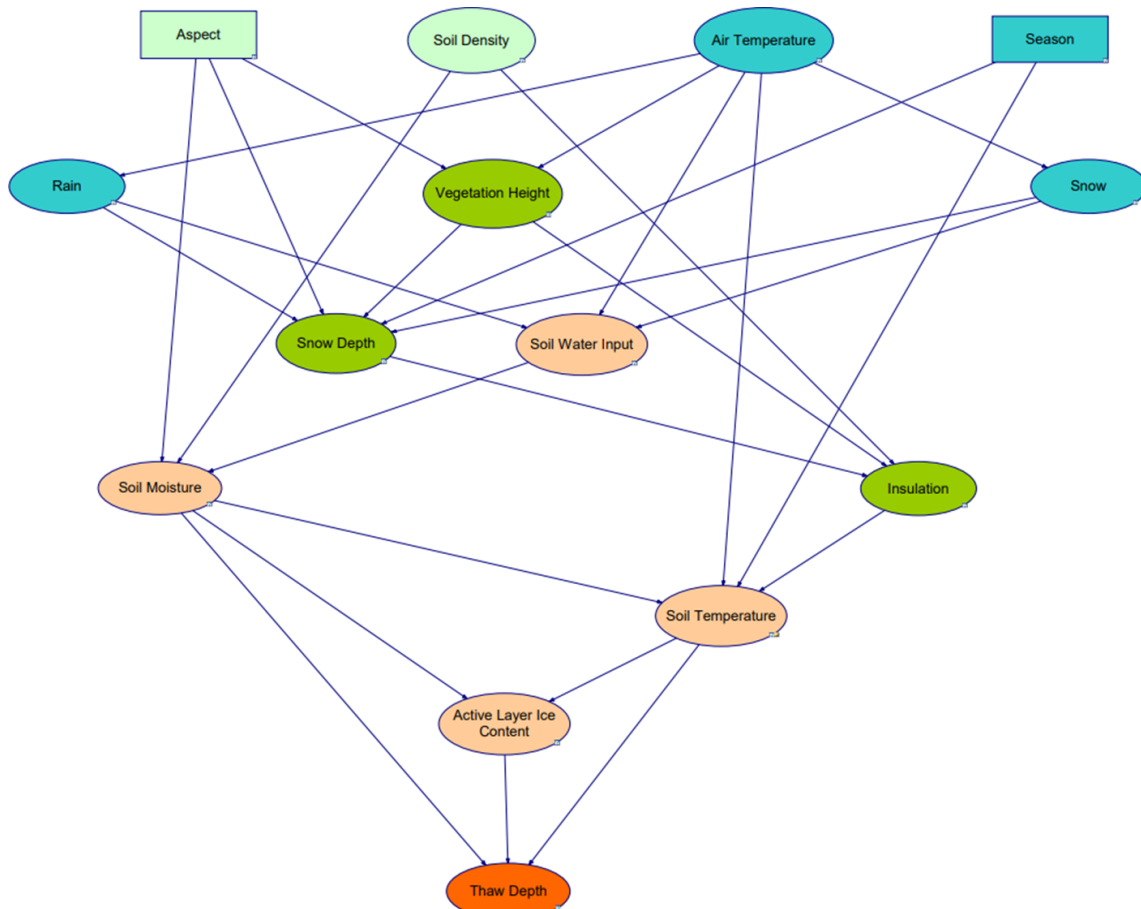 Aspect
Soil Density
Air Temperature
Season
Rain
Vegetation Height
Snow
Snow Depth
Soil Water Input
Soil Moisture
Insulation
Soil Temperature
Active Layer Ice
Content
Thaw Depth